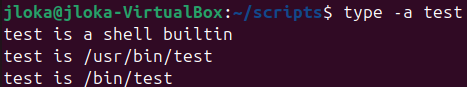 jloka@jloka-VirtualBox:~/scripts$ type -a test
test is a shell builtin
test is /usr/bin/test
test is /bin/test